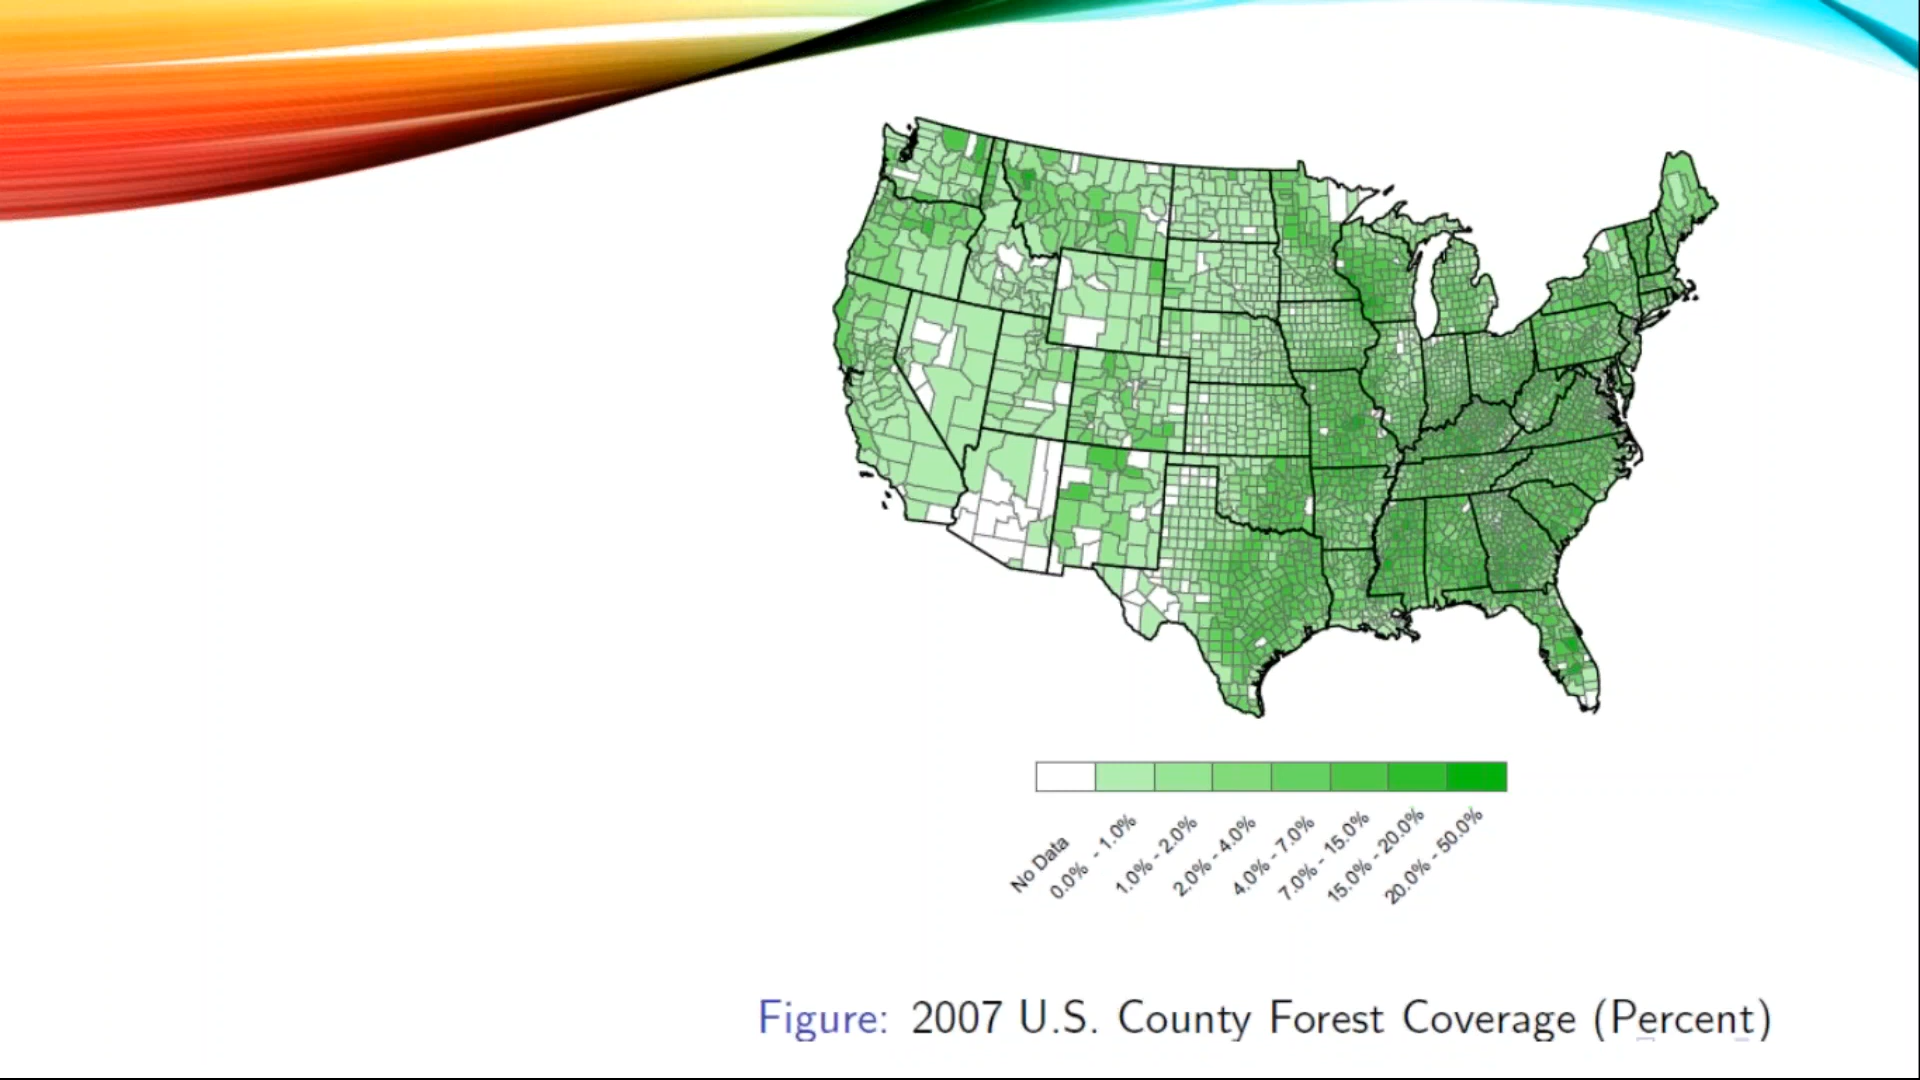 No Data
0.0% - 1.0%
1.0% - 2.0%
2.0% - 4.0%
4.0% - 7.0%
7.0% - 15.0%
15.0% - 20.0%
20.0% - 50.0%
Figure: 2007 U.S. County Forest Coverage (Percent)